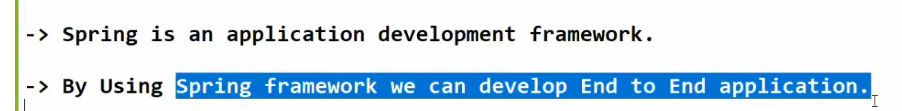 -> Spring is an application development framework.
-> By Using Spring framework we can develop End to End application.